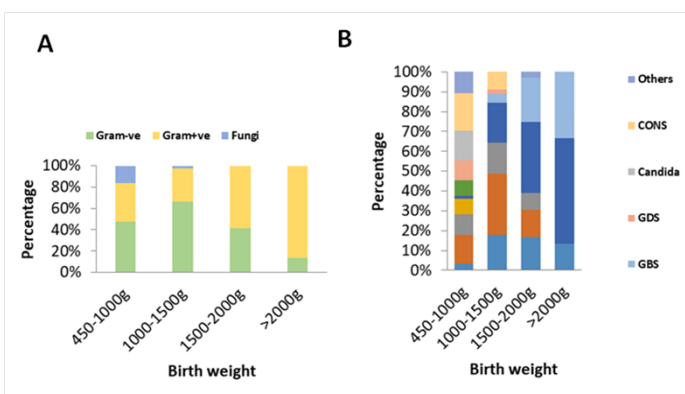 A
Gram-ve Gram+ve Fungi
Percentage
100%
80%
60%
40%
20%
0%
450-1000g
1000-1500g
1500-2000g
>2000g
Birth weight
B
Percentage
100%
90%
80%
70%
60%
50%
40%
30%
20%
10%
0%
450-1000g
1000-1500g
1500-2000g
>2000g
Birth weight
Others
CONS
Candida
GDS
GBS